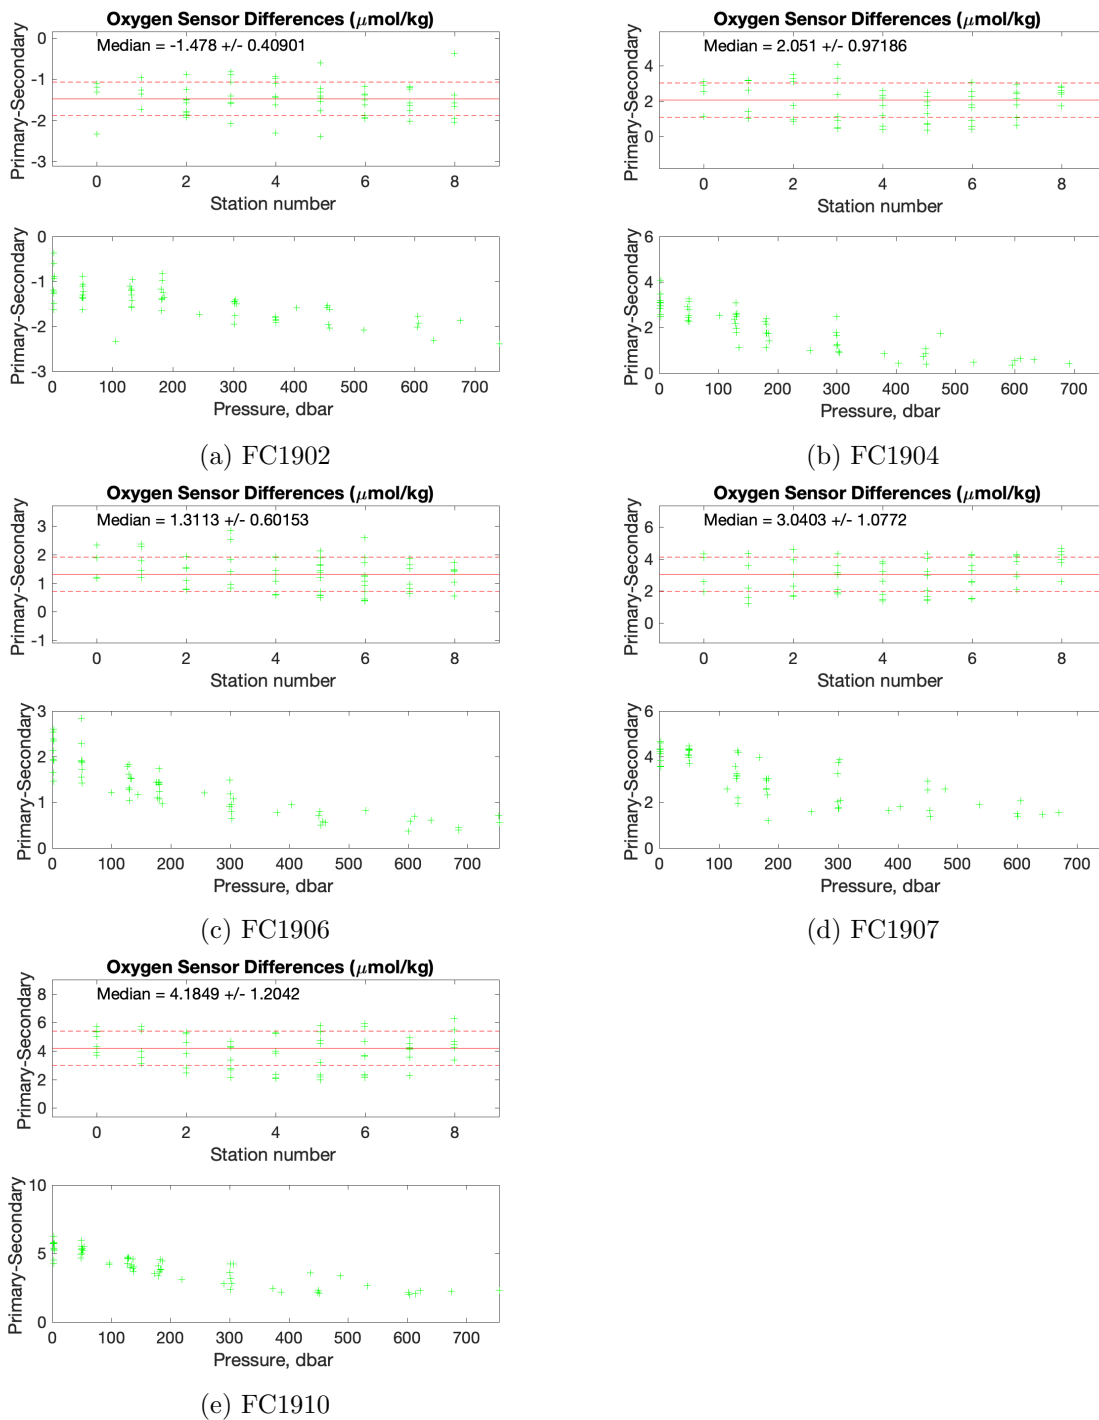 Oxygen Sensor Differences (μmol/kg)
Median = -1.478 +/- 0.40901
Primary-Secondary
0
-1
-2
-3
0 2 4 6 8
Station number
Primary-Secondary
0
-1
-2
-3
0 100 200 300 400 500 600 700
Pressure, dbar
(a) FC1902
Oxygen Sensor Differences (μmol/kg)
Median = 2.051 +/- 0.97186
Primary-Secondary
4
2
0
0 2 4 6 8
Station number
Primary-Secondary
6
4
2
0
0 100 200 300 400 500 600 700
Pressure, dbar
(b) FC1904
Oxygen Sensor Differences (μmol/kg)
Median = 1.3113 +/- 0.60153
Primary-Secondary
3
2
1
0
-1
0 2 4 6 8
Station number
Primary-Secondary
3
2
1
0
0 100 200 300 400 500 600 700
Pressure, dbar
(c) FC1906
Oxygen Sensor Differences (μmol/kg)
Median = 3.0403 +/- 1.0772
Primary-Secondary
6
4
2
0
0 2 4 6 8
Station number
Primary-Secondary
6
4
2
0
0 100 200 300 400 500 600 700
Pressure, dbar
(d) FC1907
Oxygen Sensor Differences (μmol/kg)
Median = 4.1849 +/- 1.2042
Primary-Secondary
8
6
4
2
0
0 2 4 6 8
Station number
Primary-Secondary
10
5
0
0 100 200 300 400 500 600 700
Pressure, dbar
(e) FC1910